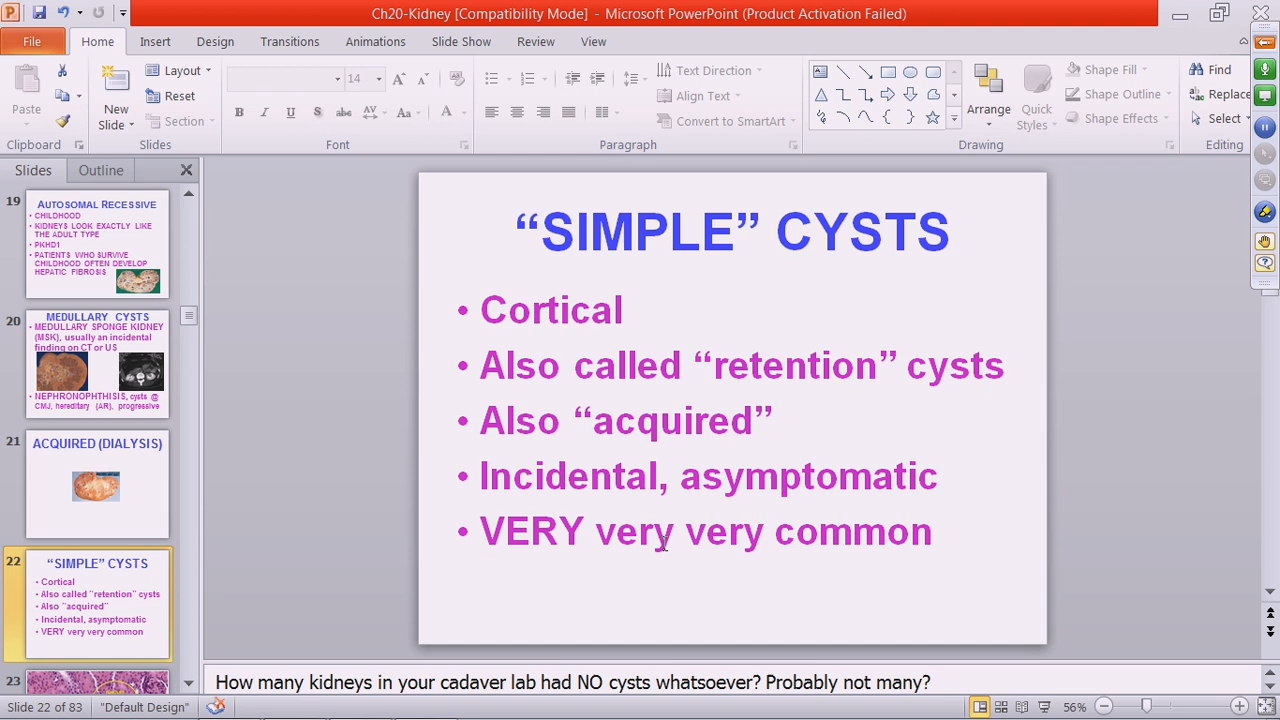 Ch20-Kidney [Compatibility Mode] - Microsoft PowerPoint (Product Activation Failed)
File Home Insert Design Transitions Animations Slide Show Review View
Paste
Clipboard
New Slide
Layout
Reset
Section
Slides
14
B I U S abc AV Aa A
Font
Text Direction
Align Text
Convert to SmartArt
Paragraph
Arrange
Quick Styles
Shape Fill
Shape Outline
Shape Effects
Drawing
Find
Replace
Select
Editing
Slides Outline
19
AUTOSOMAL RECESSIVE
• CHILDHOOD
• KIDNEYS LOOK EXACTLY LIKE
THE ADULT TYPE
• PKHD1
• PATIENTS WHO SURVIVE
CHILDHOOD OFTEN DEVELOP
HEPATIC FIBROSIS
20
MEDULLARY CYSTS
• MEDULLARY SPONGE KIDNEY
(MSK), usually an incidental
finding on CT or US
• NEPHRONOPHTHISIS, cysts @
CMJ, hereditary (AR), progressive
21
ACQUIRED (DIALYSIS)
22
“SIMPLE” CYSTS
• Cortical
• Also called “retention” cysts
• Also “acquired”
• Incidental, asymptomatic
• VERY very very common
23
“SIMPLE” CYSTS
• Cortical
• Also called “retention” cysts
• Also “acquired”
• Incidental, asymptomatic
• VERY very very common
How many kidneys in your cadaver lab had NO cysts whatsoever? Probably not many?
Slide 22 of 83 "Default Design" 56%